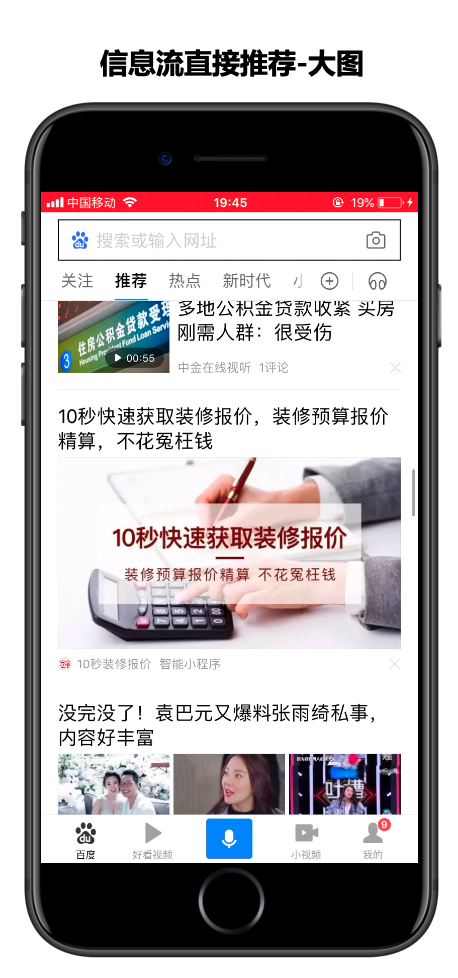 信息流直接推荐-大图
中国移动 19:45 19%
du 搜索或输入网址
关注 推荐 热点 新时代 小
住房公积金贷款受理
Housing Provident Fund Loan Serv
3
00:55
多地公积金贷款收紧 买房
刚需人群：很受伤
中金在线视听 1评论
10秒快速获取装修报价，装修预算报价
精算，不花冤枉钱
10秒快速获取装修报价
装修预算报价精算 不花冤枉钱
10秒装修报价 智能小程序
没完没了！袁巴元又爆料张雨绮私事，
内容好丰富
吐槽
du
9
百度 好看视频 小视频 我的